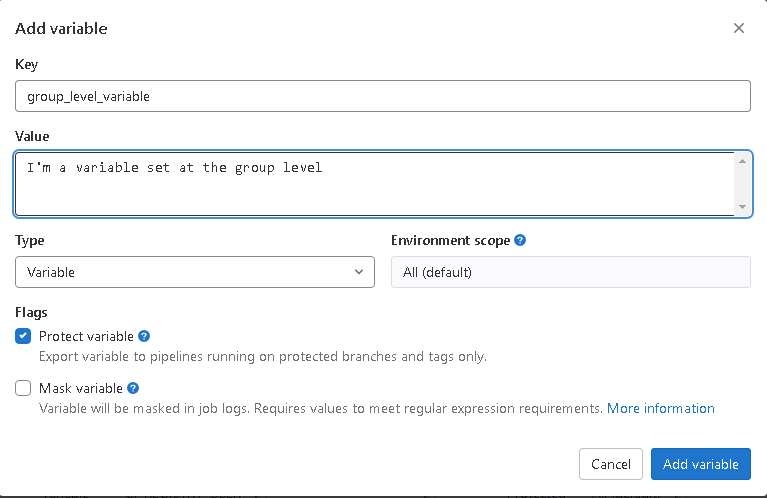 Add variable
Key
group_level_variable
Value
I'm a variable set at the group level
Type
Environment scope
Variable
All (default)
Flags
Protect variable
Export variable to pipelines running on protected branches and tags only.
Mask variable
Variable will be masked in job logs. Requires values to meet regular expression requirements. More information
Cancel
Add variable